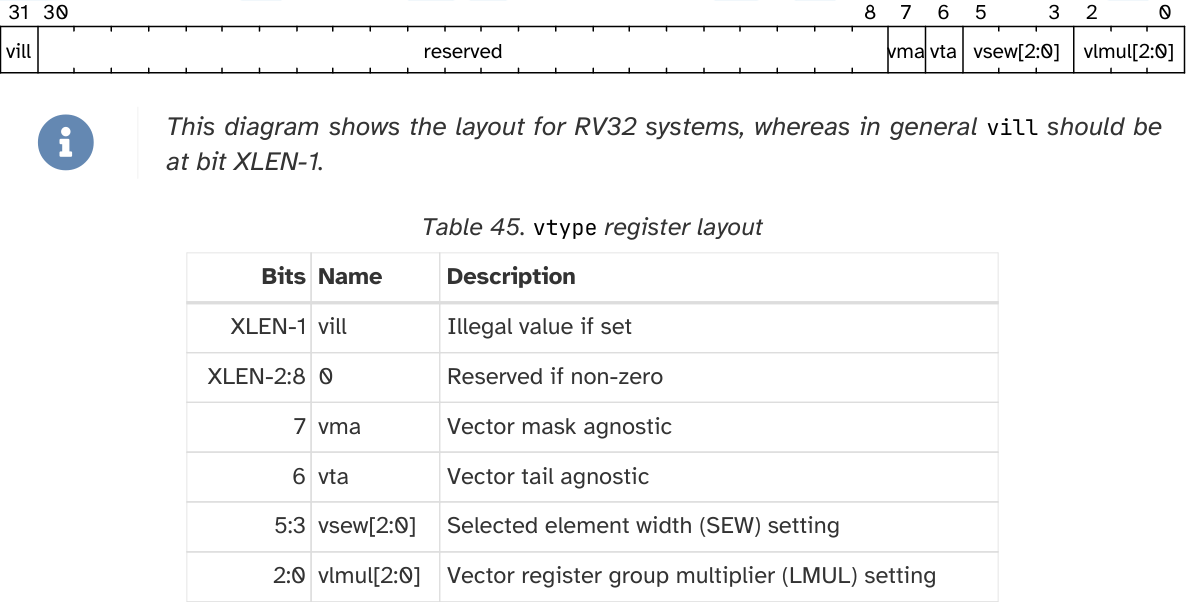 31 30 8 7 6 5 3 2 0
vill reserved vma vta vsew[2:0] vlmul[2:0]
This diagram shows the layout for RV32 systems, whereas in general vill should be
at bit XLEN-1.
Table 45. vtype register layout
Bits Name Description
XLEN-1 vill Illegal value if set
XLEN-2:8 0 Reserved if non-zero
7 vma Vector mask agnostic
6 vta Vector tail agnostic
5:3 vsew[2:0] Selected element width (SEW) setting
2:0 vlmul[2:0] Vector register group multiplier (LMUL) setting